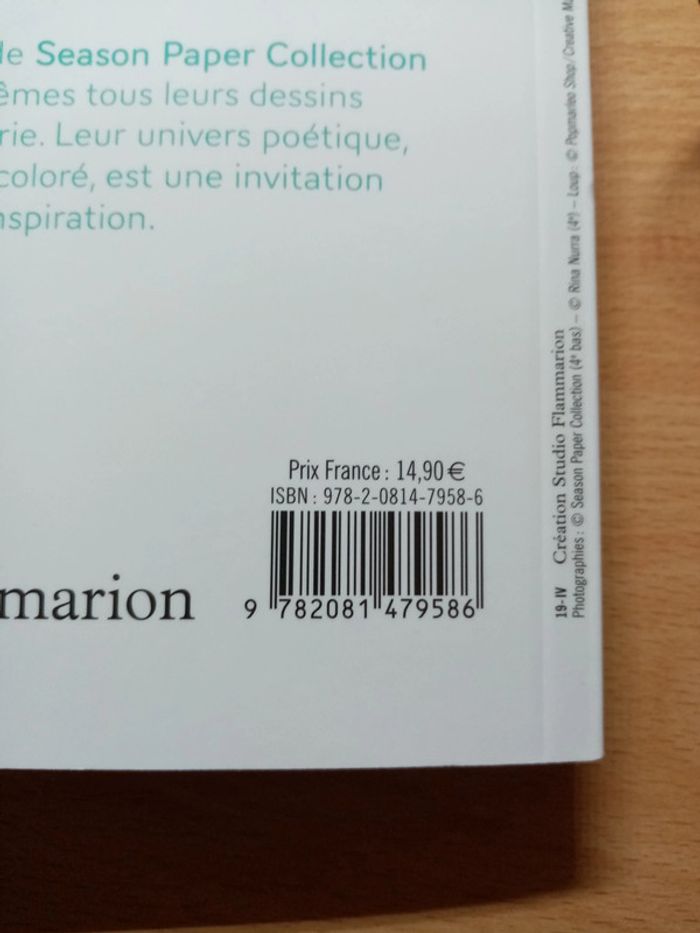 le Season Paper Collection
êmes tous leurs dessins
rie. Leur univers poétique,
coloré, est une invitation
nspiration.
Prix France : 14,90 €
ISBN : 978-2-0814-7958-6
9 782081 479586
marion
19-IV Création Studio Flammarion
Photographies : © Season Paper Collection (4e bas) – © Rina Nurra (4e) – Loup : © Popmarleo Shop/Creative M